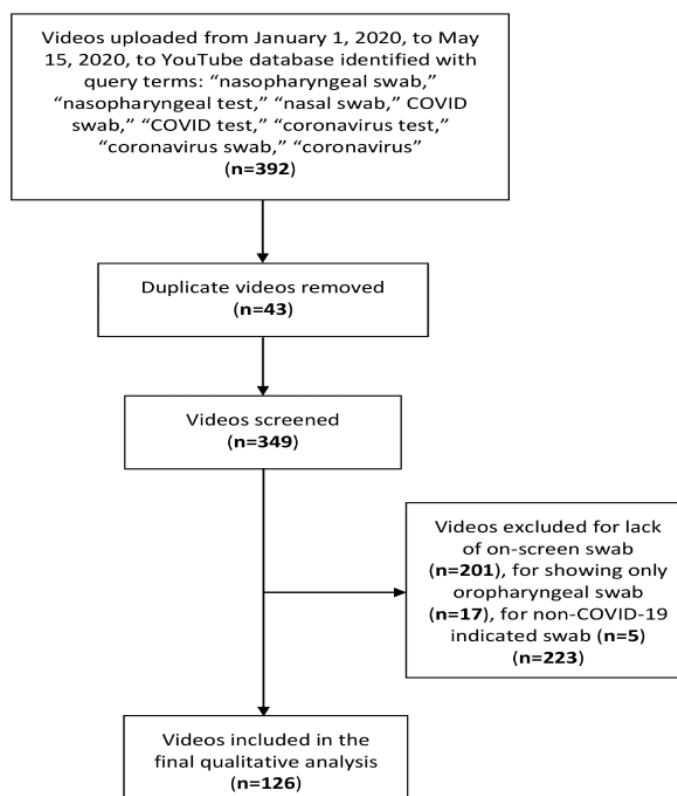 Videos uploaded from January 1, 2020, to May
15, 2020, to YouTube database identified with
query terms: “nasopharyngeal swab,”
“nasopharyngeal test,” “nasal swab,” COVID
swab,” “COVID test,” “coronavirus test,”
“coronavirus swab,” “coronavirus”
(n=392)
Duplicate videos removed
(n=43)
Videos screened
(n=349)
Videos excluded for lack
of on-screen swab
(n=201), for showing only
oropharyngeal swab
(n=17), for non-COVID-19
indicated swab (n=5)
(n=223)
Videos included in the
final qualitative analysis
(n=126)